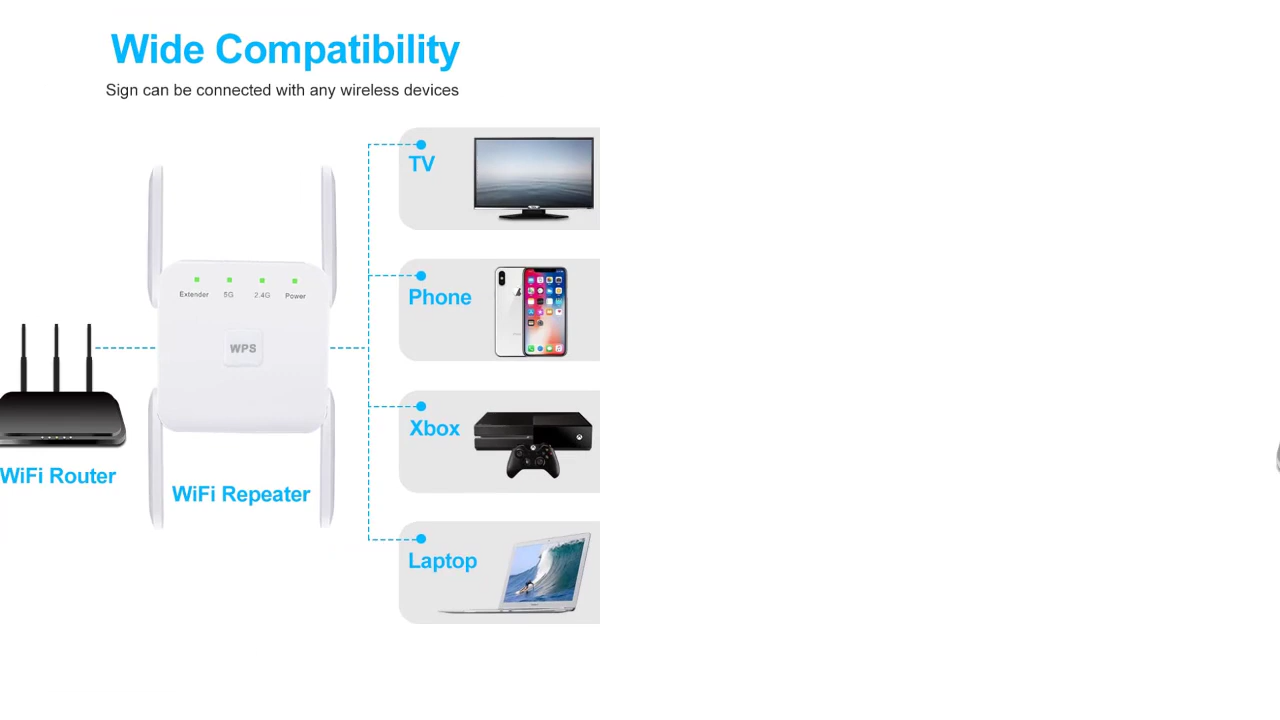 Wide Compatibility
Sign can be connected with any wireless devices
TV
Extender 5G 2.4G Power
Phone
WPS
Xbox
WiFi Router
WiFi Repeater
Laptop